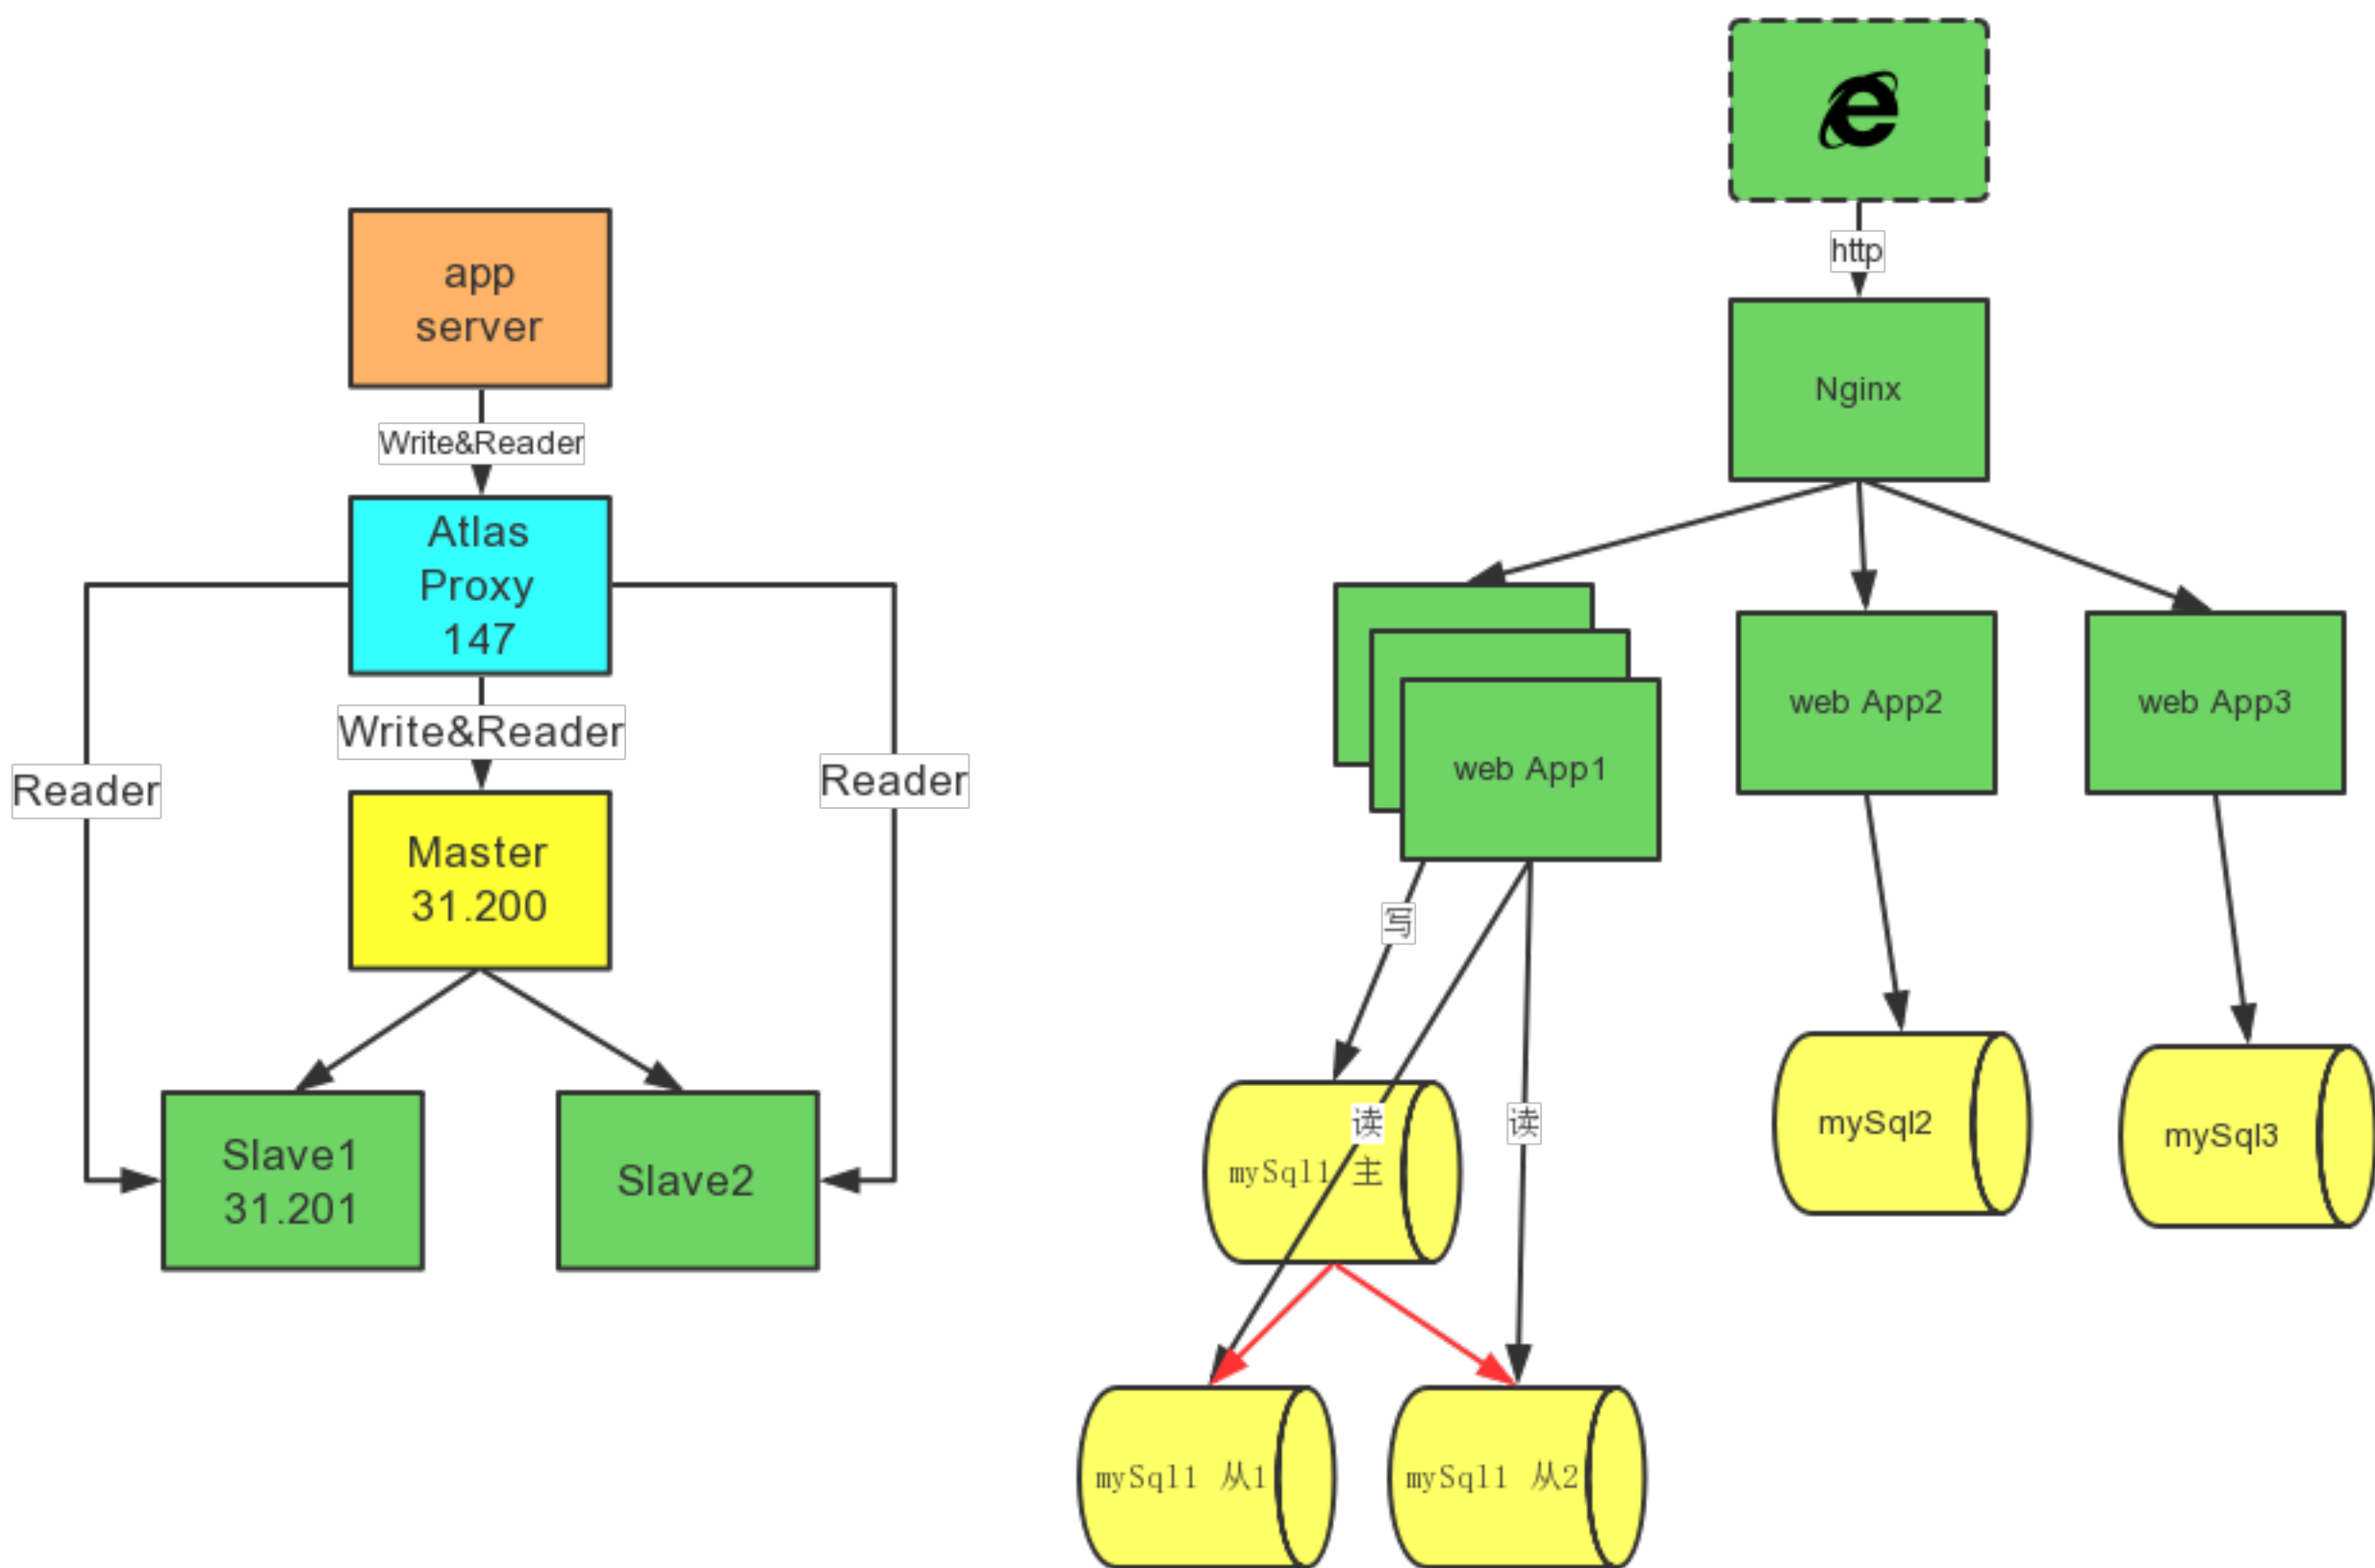 app
server
Write&Reader
Atlas
Proxy
147
Write&Reader
Reader
Reader
Master
31.200
Slave1
31.201
Slave2
http
Nginx
web App1
web App2
web App3
写
读
读
mySql1 主
mySql2
mySql3
mySql1 从1
mySql1 从2